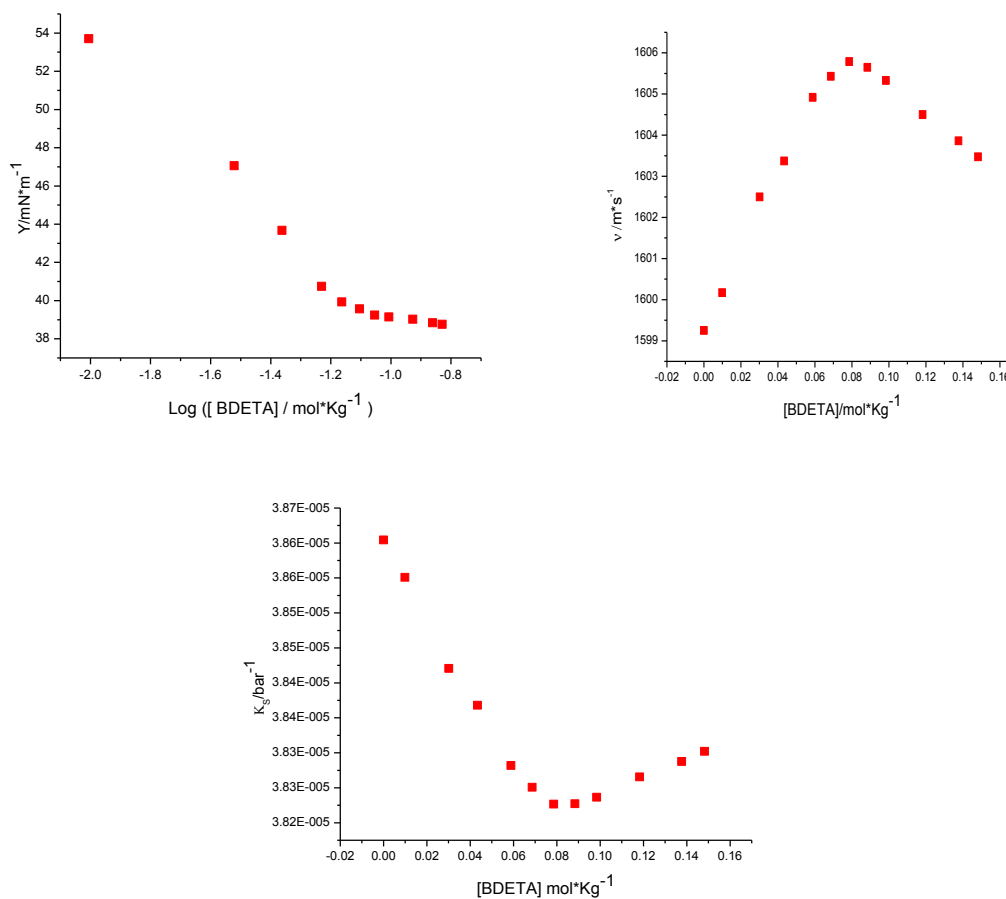 54
52
50
48
46
44
42
40
38
Y/mN*m-1
-2.0
-1.8
-1.6
-1.4
-1.2
-1.0
-0.8
Log ([ BDETA] / mol*Kg-1 )
1606
1605
1604
1603
1602
1601
1600
1599
ν /m*s-1
-0.02
0.00
0.02
0.04
0.06
0.08
0.10
0.12
0.14
0.16
[BDETA]/mol*Kg-1
3.87E-005
3.86E-005
3.86E-005
3.85E-005
3.85E-005
3.84E-005
3.84E-005
3.83E-005
3.83E-005
3.82E-005
κs/bar-1
-0.02
0.00
0.02
0.04
0.06
0.08
0.10
0.12
0.14
0.16
[BDETA] mol*Kg-1